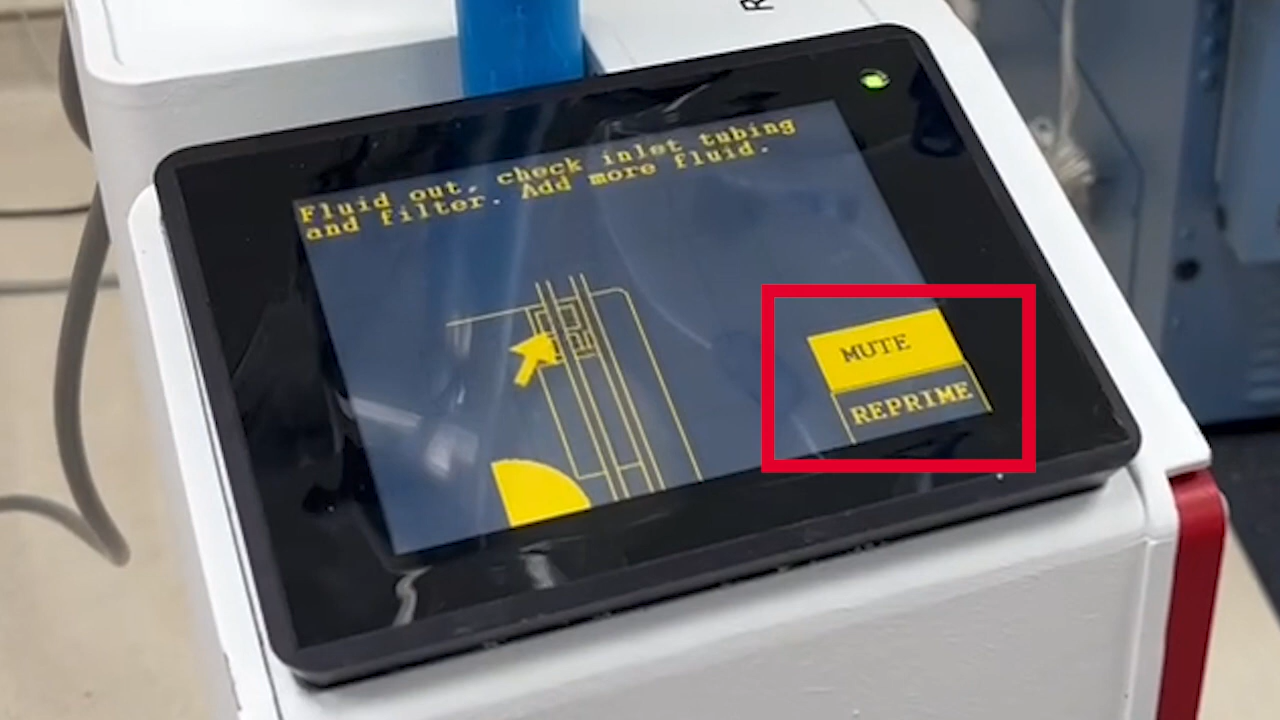 R
Fluid out, check inlet tubing
and filter. Add more fluid.
MUTE
REPRIME